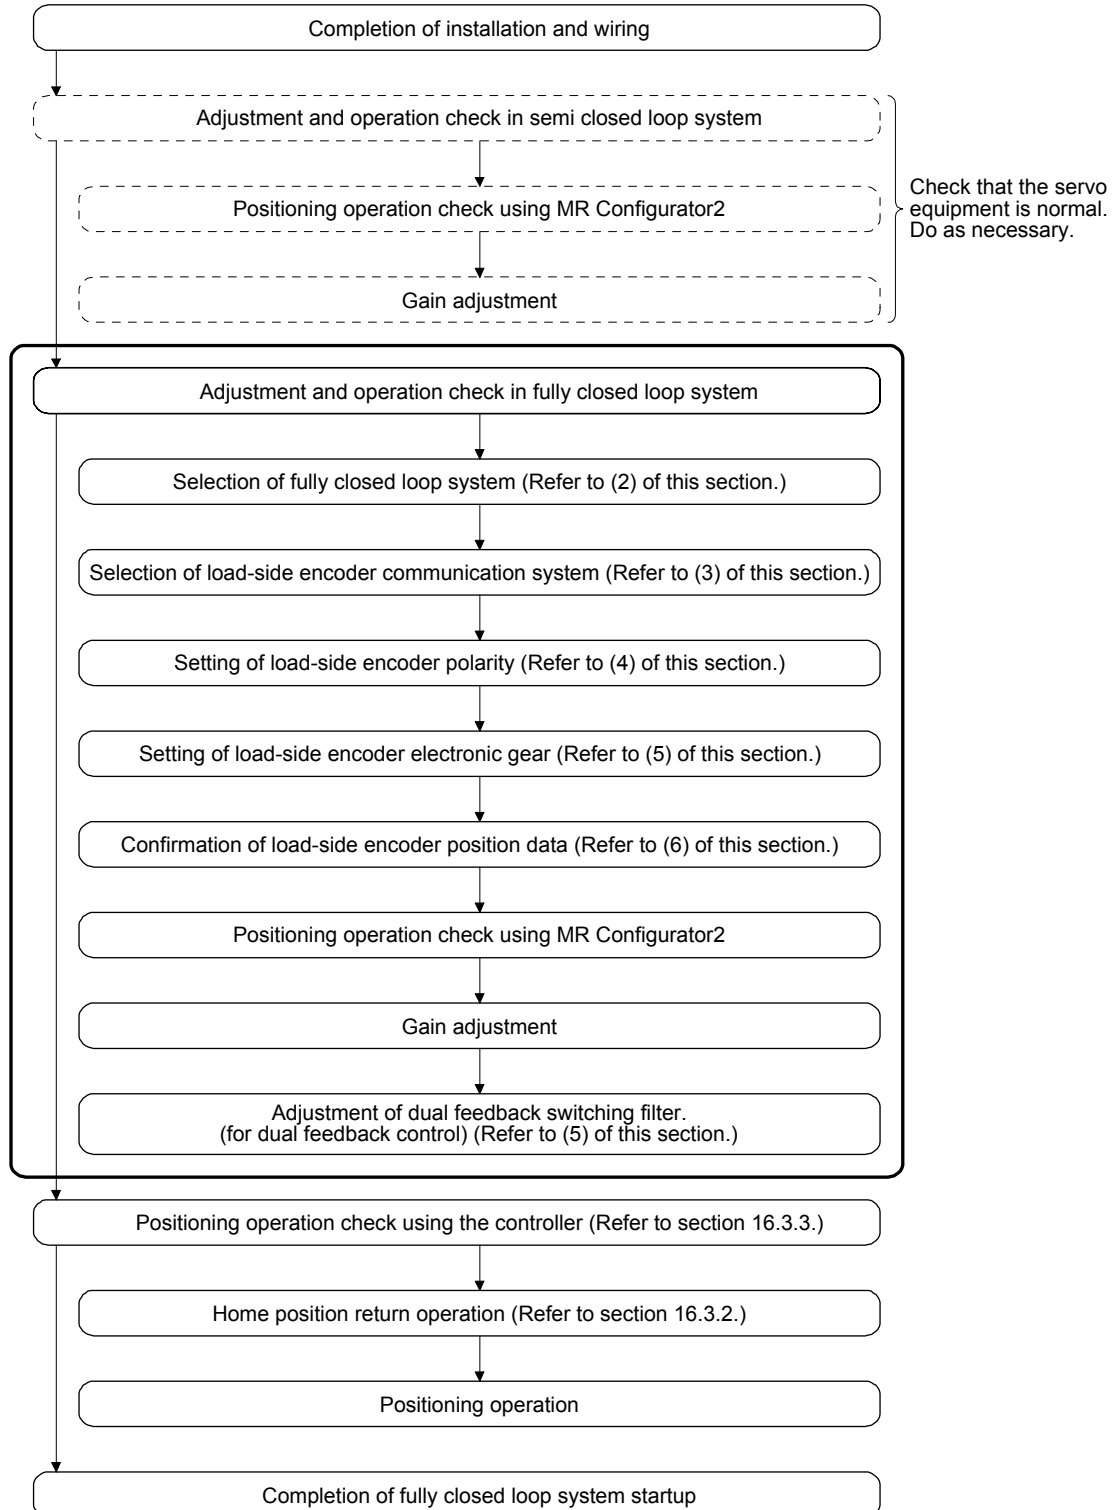 Completion of installation and wiring
Adjustment and operation check in semi closed loop system
Positioning operation check using MR Configurator2
Gain adjustment
Check that the servo
equipment is normal.
Do as necessary.
Adjustment and operation check in fully closed loop system
Selection of fully closed loop system (Refer to (2) of this section.)
Selection of load-side encoder communication system (Refer to (3) of this section.)
Setting of load-side encoder polarity (Refer to (4) of this section.)
Setting of load-side encoder electronic gear (Refer to (5) of this section.)
Confirmation of load-side encoder position data (Refer to (6) of this section.)
Positioning operation check using MR Configurator2
Gain adjustment
Adjustment of dual feedback switching filter.
(for dual feedback control) (Refer to (5) of this section.)
Positioning operation check using the controller (Refer to section 16.3.3.)
Home position return operation (Refer to section 16.3.2.)
Positioning operation
Completion of fully closed loop system startup